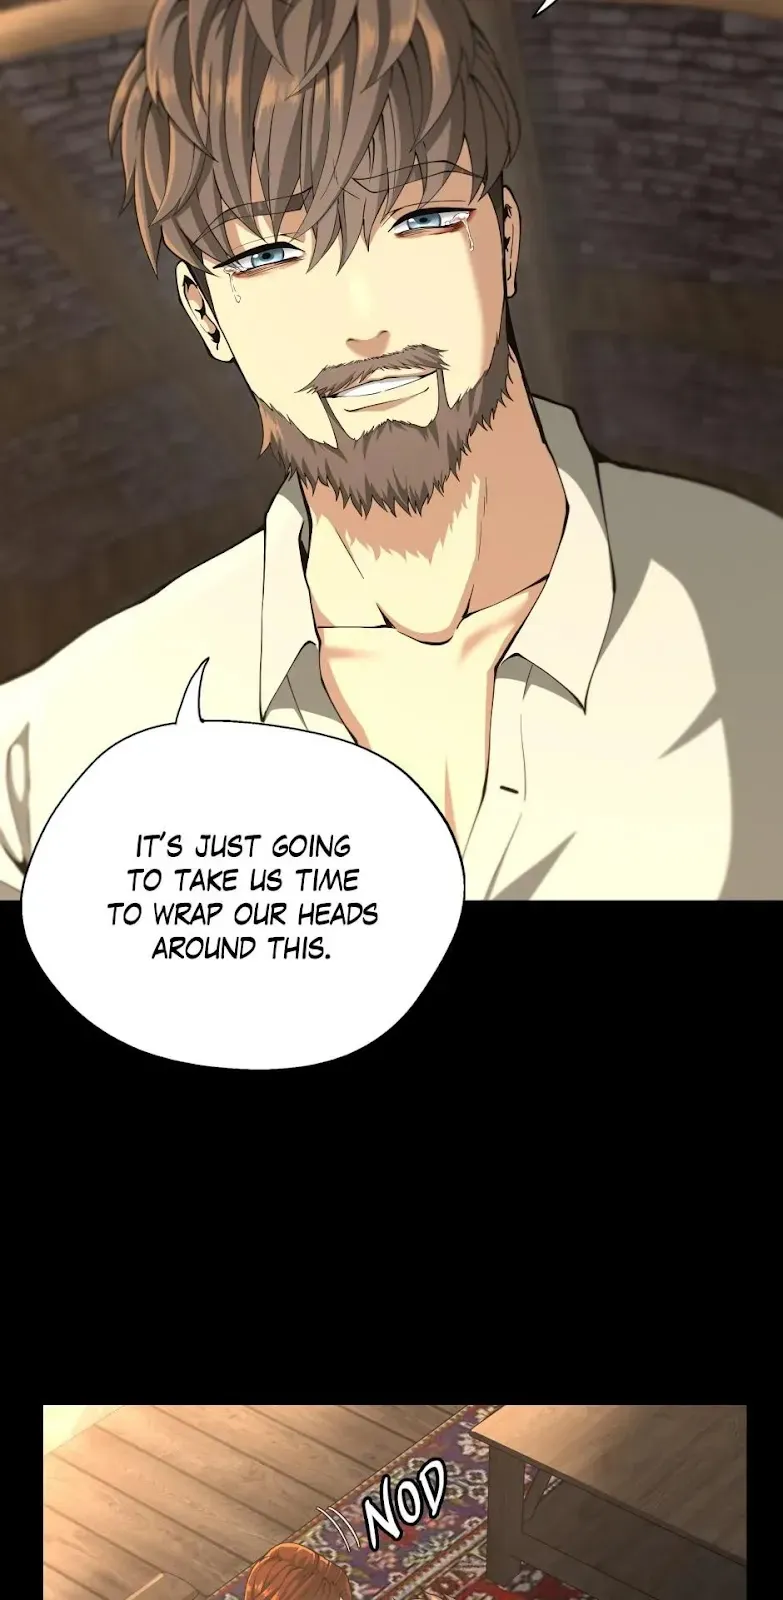 IT'S JUST GOING
TO TAKE US TIME
TO WRAP OUR HEADS
AROUND THIS.
NOD